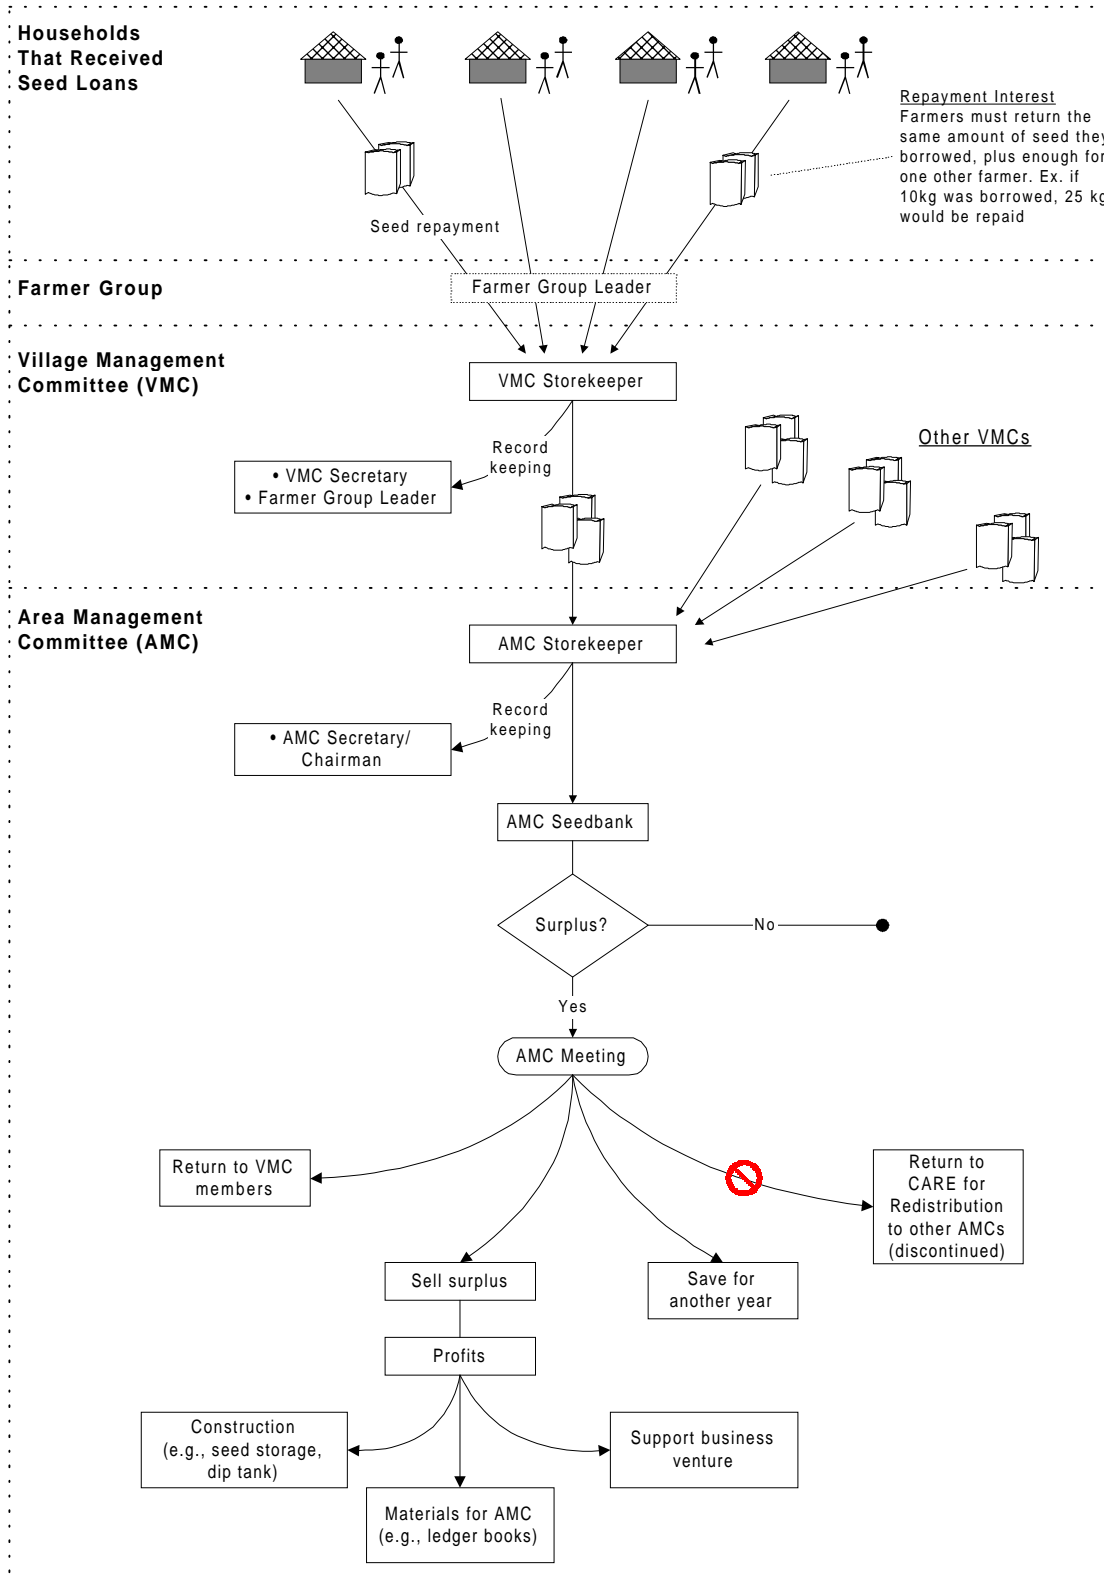 Households
That Received
Seed Loans
Repayment Interest
Farmers must return the
same amount of seed they
borrowed, plus enough for
one other farmer. Ex. if
10kg was borrowed, 25 kg
would be repaid
Seed repayment
Farmer Group
Farmer Group Leader
Village Management
Committee (VMC)
VMC Storekeeper
Other VMCs
Record
keeping
• VMC Secretary
• Farmer Group Leader
Area Management
Committee (AMC)
AMC Storekeeper
Record
keeping
• AMC Secretary/
Chairman
AMC Seedbank
Surplus?
No
Yes
AMC Meeting
Return to VMC
members
Return to
CARE for
Redistribution
to other AMCs
(discontinued)
Sell surplus
Save for
another year
Profits
Construction
(e.g., seed storage,
dip tank)
Support business
venture
Materials for AMC
(e.g., ledger books)